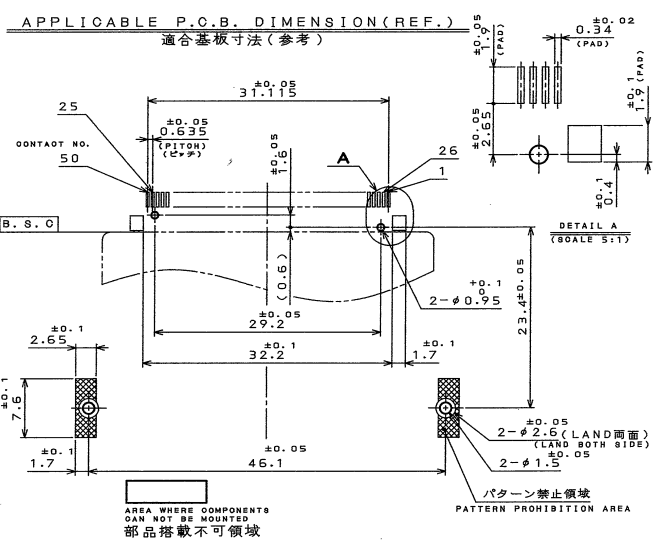 APPLICABLE P.C.B. DIMENSION(REF.)
適合基板寸法(参考)
±0.05
1.9
(PAD)
±0.02
0.34
(PAD)
±0.05
2.65
±0.1
1.9(PAD)
±0.1
0.4
DETAIL A
(SCALE 5:1)
±0.05
31.115
25
±0.05
0.635
(PITCH)
(ピッチ)
CONTACT NO.
50
±0.05
1.6
A
26
1
B.S.C
(0.6)
+0.1
0
2-φ0.95
23.4±0.05
±0.05
29.2
±0.1
32.2
±0.1
1.7
±0.1
2.65
±0.1
7.6
±0.1
1.7
±0.05
46.1
±0.05
2-φ2.6(LAND両面)
(LAND BOTH SIDE)
±0.05
2-φ1.5
パターン禁止領域
PATTERN PROHIBITION AREA
AREA WHERE COMPONENTS
CAN NOT BE MOUNTED
部品搭載不可領域